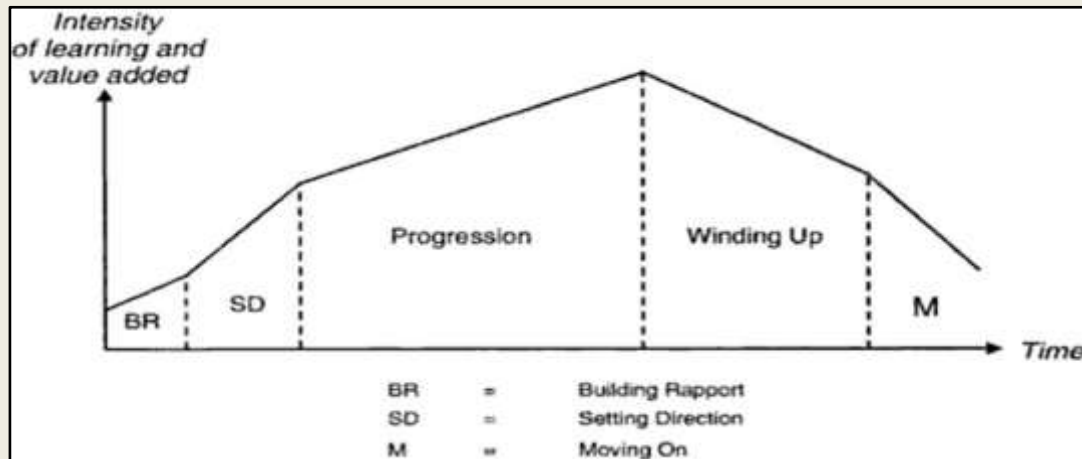 Intensity
of learning and
value added
Progression
Winding Up
BR
SD
M
Time
BR = Building Rapport
SD = Setting Direction
M = Moving On